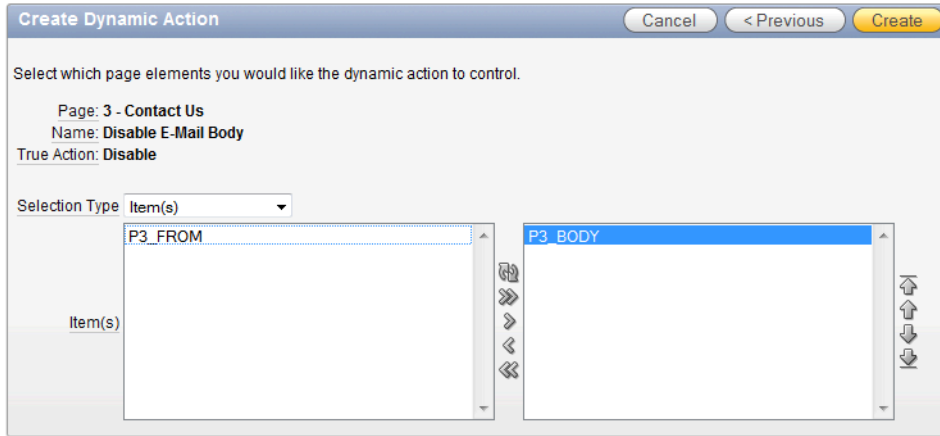 Create Dynamic Action
Cancel
< Previous
Create
Select which page elements you would like the dynamic action to control.
Page: 3 - Contact Us
Name: Disable E-Mail Body
True Action: Disable
Selection Type Item(s)
P3_FROM
P3_BODY
Item(s)